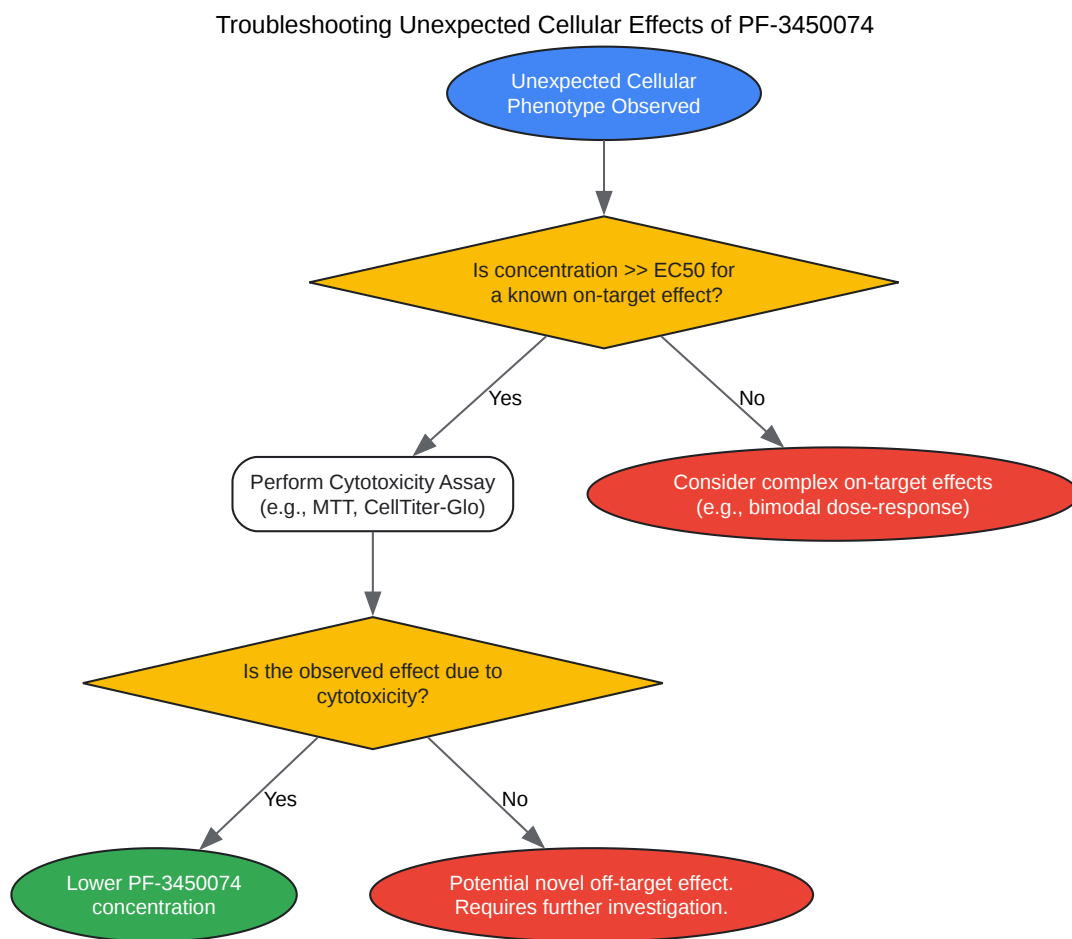 Troubleshooting Unexpected Cellular Effects of PF-3450074
Unexpected Cellular
Phenotype Observed
Is concentration >> EC50 for
a known on-target effect?
Yes
No
Perform Cytotoxicity Assay
(e.g., MTT, CellTiter-Glo)
Consider complex on-target effects
(e.g., bimodal dose-response)
Is the observed effect due to
cytotoxicity?
Yes
No
Lower PF-3450074
concentration
Potential novel off-target effect.
Requires further investigation.